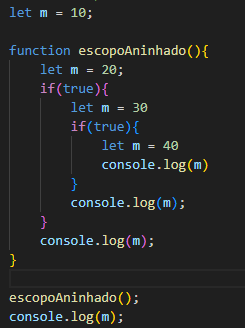 let m = 10;
function escopoAninhado(){
let m = 20;
if(true){
let m = 30
if(true){
let m = 40
console.log(m)
}
console.log(m);
}
console.log(m);
}
escopoAninhado();
console.log(m);